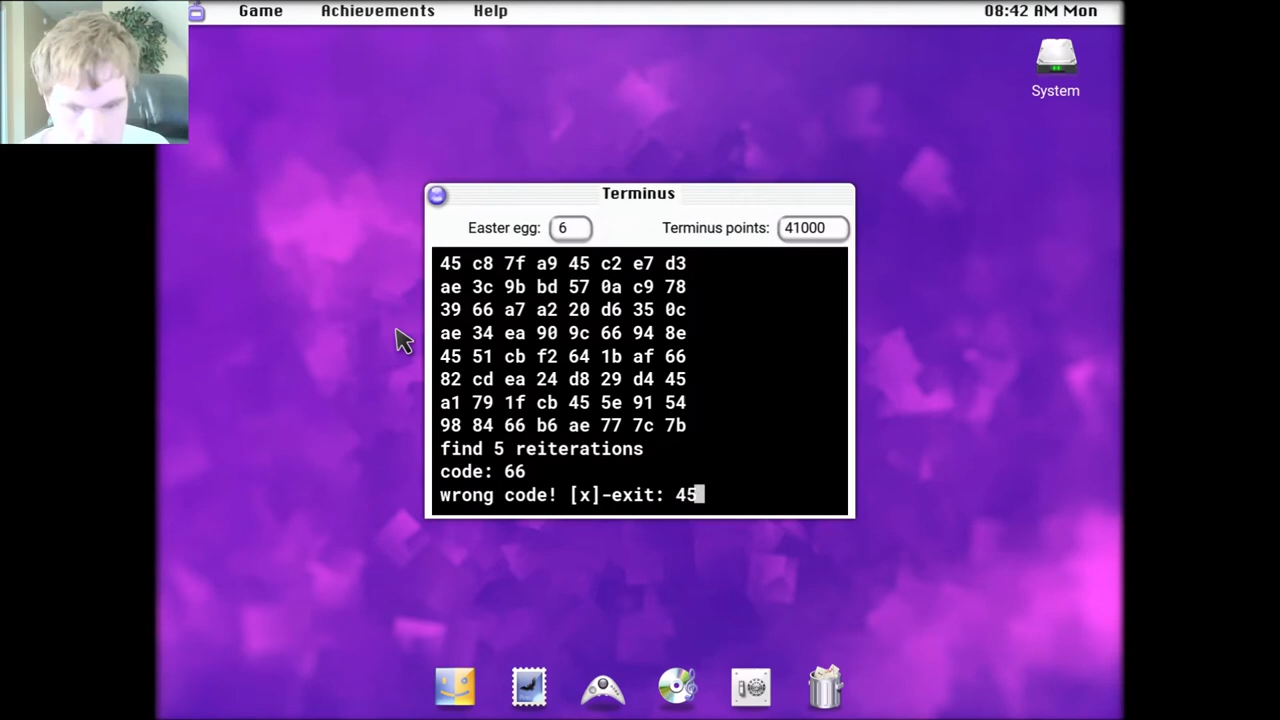 Game Achievements Help 08:42 AM Mon
System
Terminus
Easter egg: 6 Terminus points: 41000
45 c8 7f a9 45 c2 e7 d3
ae 3c 9b bd 57 0a c9 78
39 66 a7 a2 20 d6 35 0c
ae 34 ea 90 9c 66 94 8e
45 51 cb f2 64 1b af 66
82 cd ea 24 d8 29 d4 45
a1 79 1f cb 45 5e 91 54
98 84 66 b6 ae 77 7c 7b
find 5 reiterations
code: 66
wrong code! [x]-exit: 45